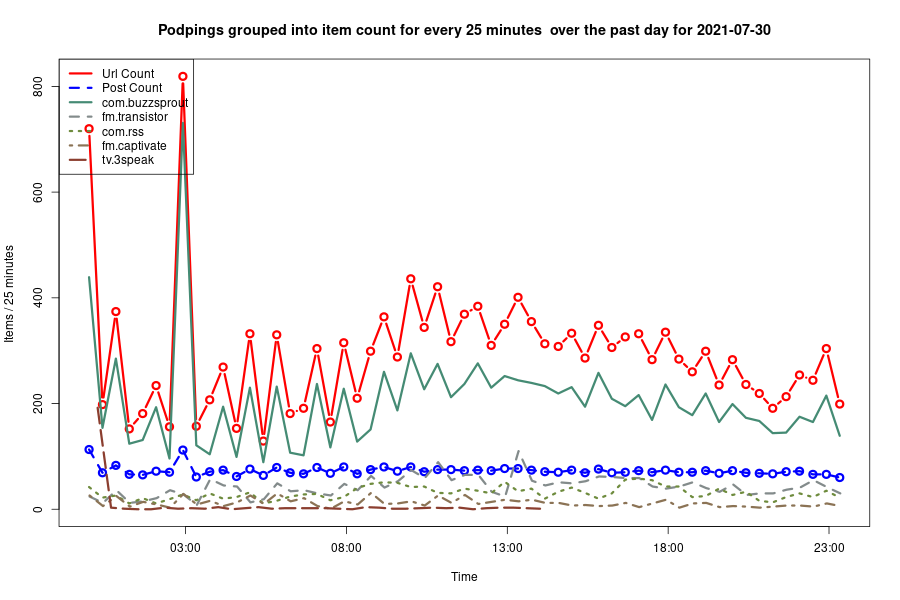 Podpings grouped into item count for every 25 minutes  over the past day for 2021-07-30
Url Count
Post Count
com.buzzsprout
fm.transistor
com.rss
fm.captivate
tv.3speak
Items / 25 minutes
0
200
400
600
800
03:00
08:00
13:00
18:00
23:00
Time